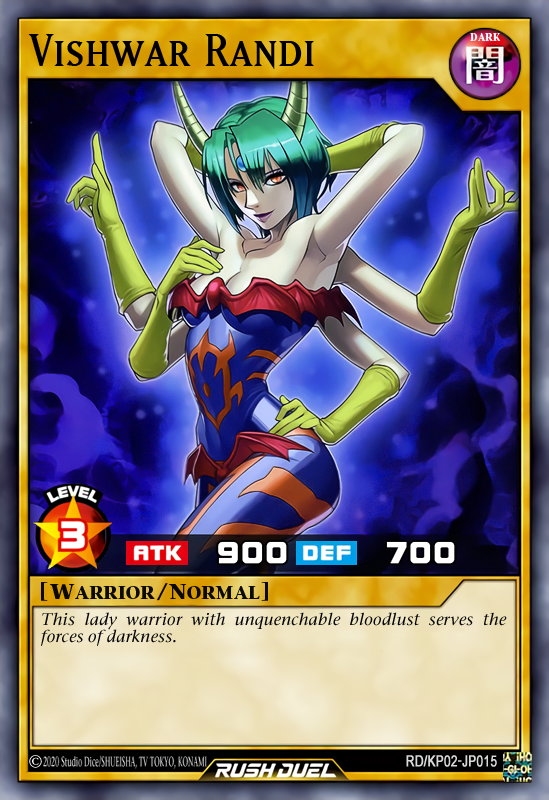 Vishwar Randi
DARK
闇
LEVEL
3
ATK 900 DEF 700
[Warrior/Normal]
This lady warrior with unquenchable bloodlust serves the
forces of darkness.
©2020 Studio Dice/SHUEISHA, TV TOKYO, KONAMI
RUSH DUEL
RD/KP02-JP015